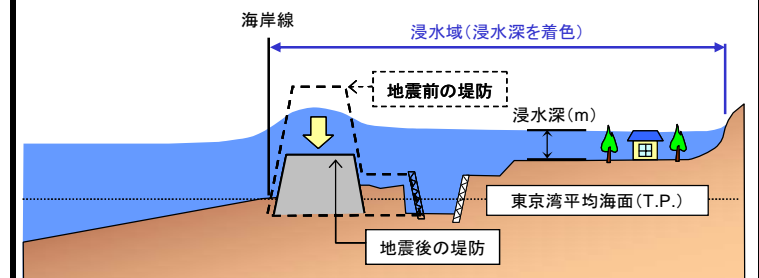 海岸線
浸水域(浸水深を着色)
地震前の堤防
浸水深(m)
東京湾平均海面(T.P.)
地震後の堤防